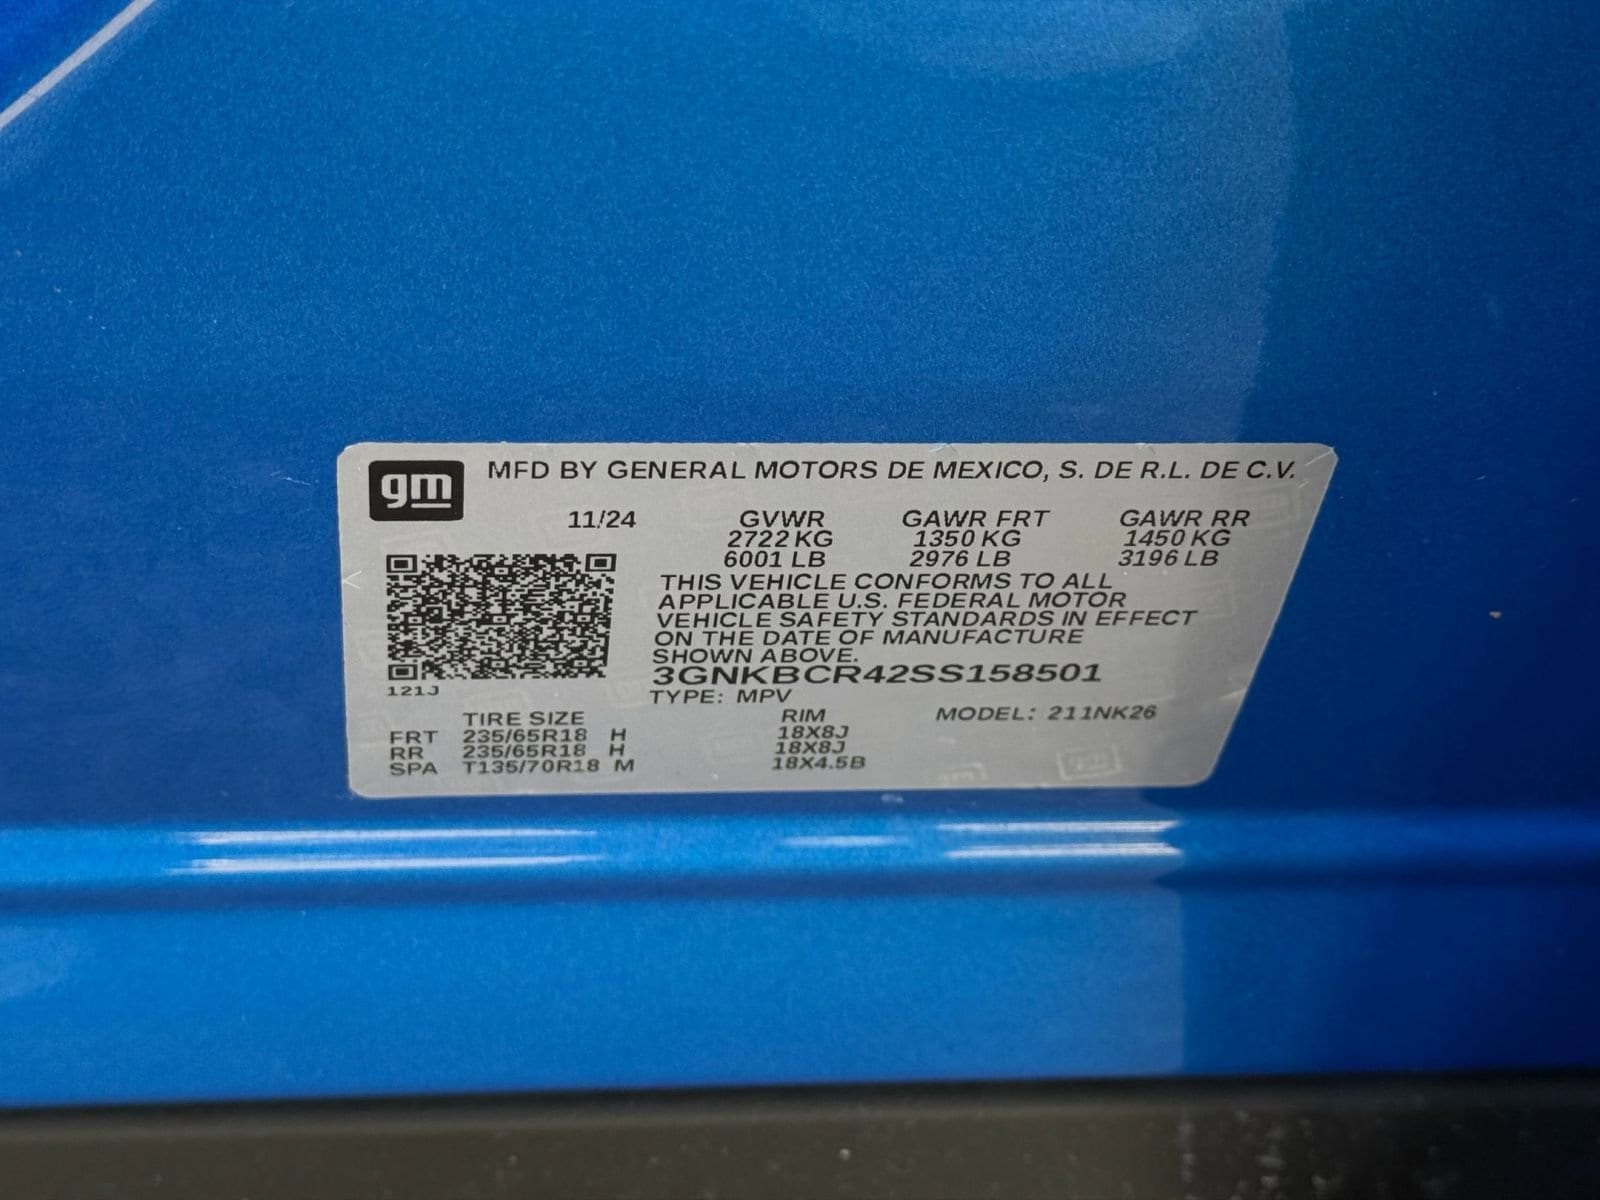 gm
MFD BY GENERAL MOTORS DE MEXICO, S. DE R.L. DE C.V.
11/24 GVWR GAWR FRT GAWR RR
2722 KG 1350 KG 1450 KG
6001 LB 2976 LB 3196 LB
THIS VEHICLE CONFORMS TO ALL
APPLICABLE U.S. FEDERAL MOTOR
VEHICLE SAFETY STANDARDS IN EFFECT
ON THE DATE OF MANUFACTURE
SHOWN ABOVE.
3GNKBCR42SS158501
121J
TYPE: MPV
TIRE SIZE RIM MODEL: 211NK26
FRT 235/65R18 H 18X8J
RR 235/65R18 H 18X8J
SPA T135/70R18 M 18X4.5B